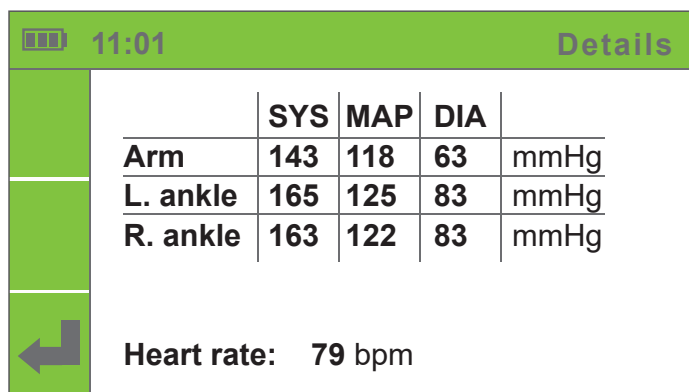 11:01 Details
SYS MAP DIA
Arm 143 118 63 mmHg
L. ankle 165 125 83 mmHg
R. ankle 163 122 83 mmHg
Heart rate: 79 bpm